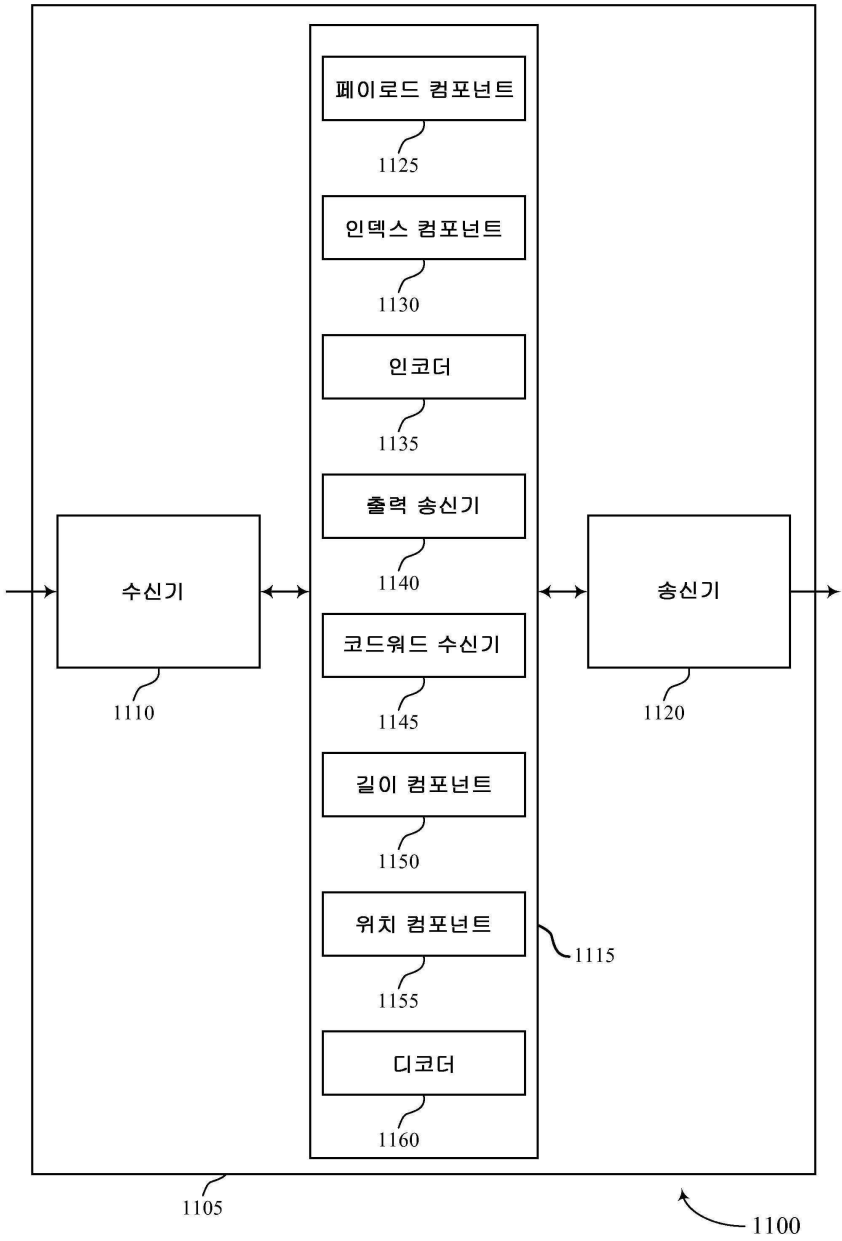 페이로드 컴포넌트
1125
인덱스 컴포넌트
1130
인코더
1135
출력 송신기
1140
수신기
1110
송신기
1120
코드워드 수신기
1145
길이 컴포넌트
1150
위치 컴포넌트
1155
1115
디코더
1160
1105
1100